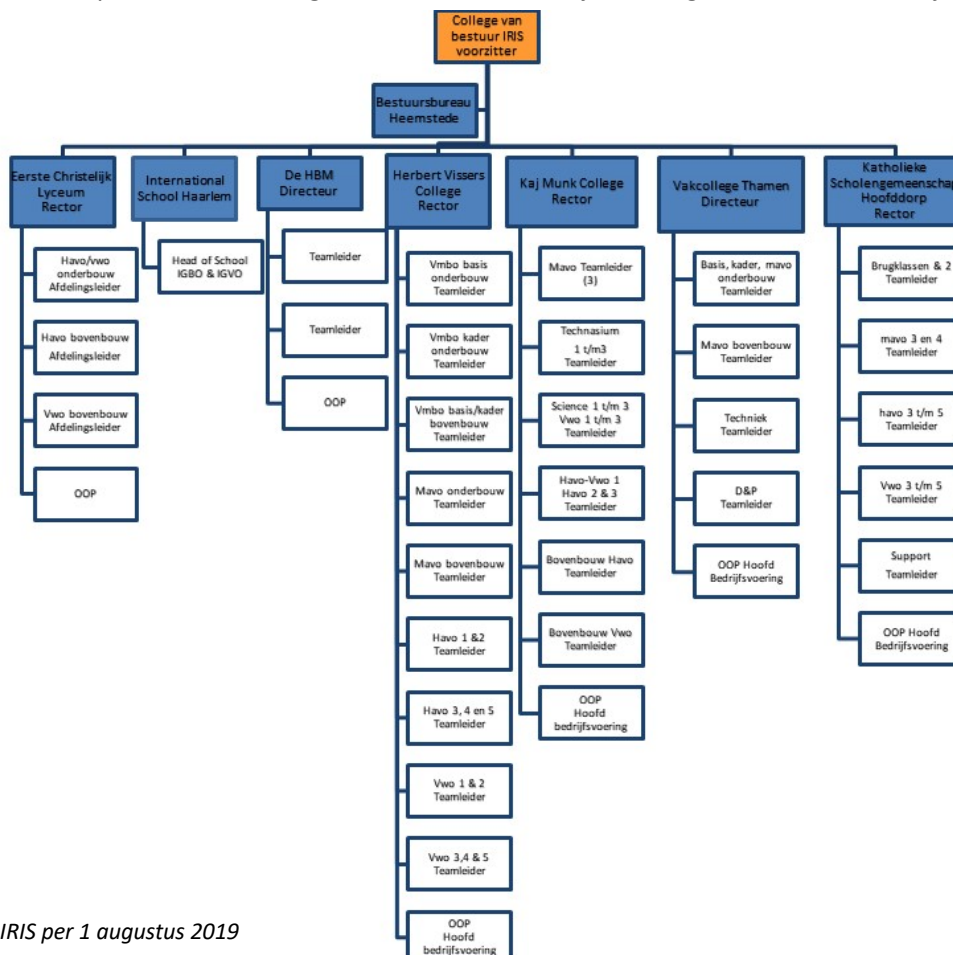 College van
bestuur IRIS
voorzitter
Bestuursbureau
Heemstede
Eerste Christelijk
Lyceum
Rector
Havo/vwo
onderbouw
Afdelingsleider
Havo bovenbouw
Afdelingsleider
Vwo bovenbouw
Afdelingsleider
OOP
International
School Haarlem
Head of School
IGBO & IGVO
De HBM
Directeur
Teamleider
Teamleider
OOP
Herbert Vissers
College
Rector
Vmbo basis
onderbouw
Teamleider
Vmbo kader
onderbouw
Teamleider
Vmbo basis/kader
bovenbouw
Teamleider
Mavo onderbouw
Teamleider
Mavo bovenbouw
Teamleider
Havo 1 &2
Teamleider
Havo 3, 4 en 5
Teamleider
Vwo 1 & 2
Teamleider
Vwo 3,4 & 5
Teamleider
OOP
Hoofd
bedrijfsvoering
Kaj Munk College
Rector
Mavo Teamleider
(3)
Technasium
1 t/m3
Teamleider
Science 1 t/m 3
Vwo 1 t/m 3
Teamleider
Havo-Vwo 1
Havo 2 & 3
Teamleider
Bovenbouw Havo
Teamleider
Bovenbouw Vwo
Teamleider
OOP
Hoofd
bedrijfsvoering
Vakcollege Thamen
Directeur
Basis, kader, mavo
onderbouw
Teamleider
Mavo bovenbouw
Teamleider
Techniek
Teamleider
D&P
Teamleider
OOP Hoofd
Bedrijfsvoering
Katholieke
Scholengemeenschap
Hoofddorp
Rector
Brugklassen & 2
Teamleider
mavo 3 en 4
Teamleider
havo 3 t/m 5
Teamleider
Vwo 3 t/m 5
Teamleider
Support
Teamleider
OOP Hoofd
Bedrijfsvoering
IRIS per 1 augustus 2019